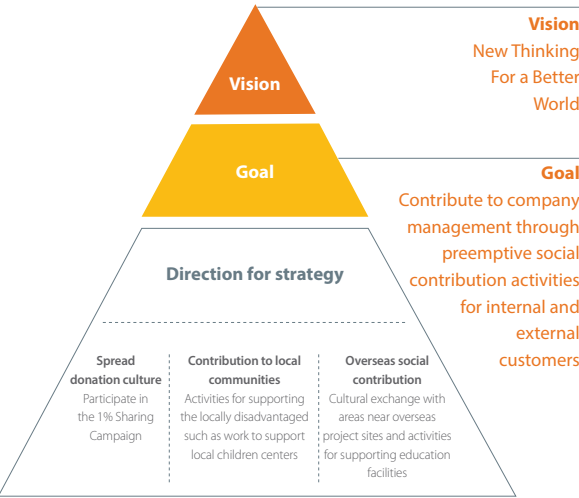 Vision
Vision
New Thinking
For a Better
World
Goal
Goal
Contribute to company
management through
preemptive social
contribution activities
for internal and
external
customers
Direction for strategy
Spread
donation culture
Participate in
the 1% Sharing
Campaign
Contribution to local
communities
Activities for supporting
the locally disadvantaged
such as work to support
local children centers
Overseas social
contribution
Cultural exchange with
areas near overseas
project sites and activities
for supporting education
facilities